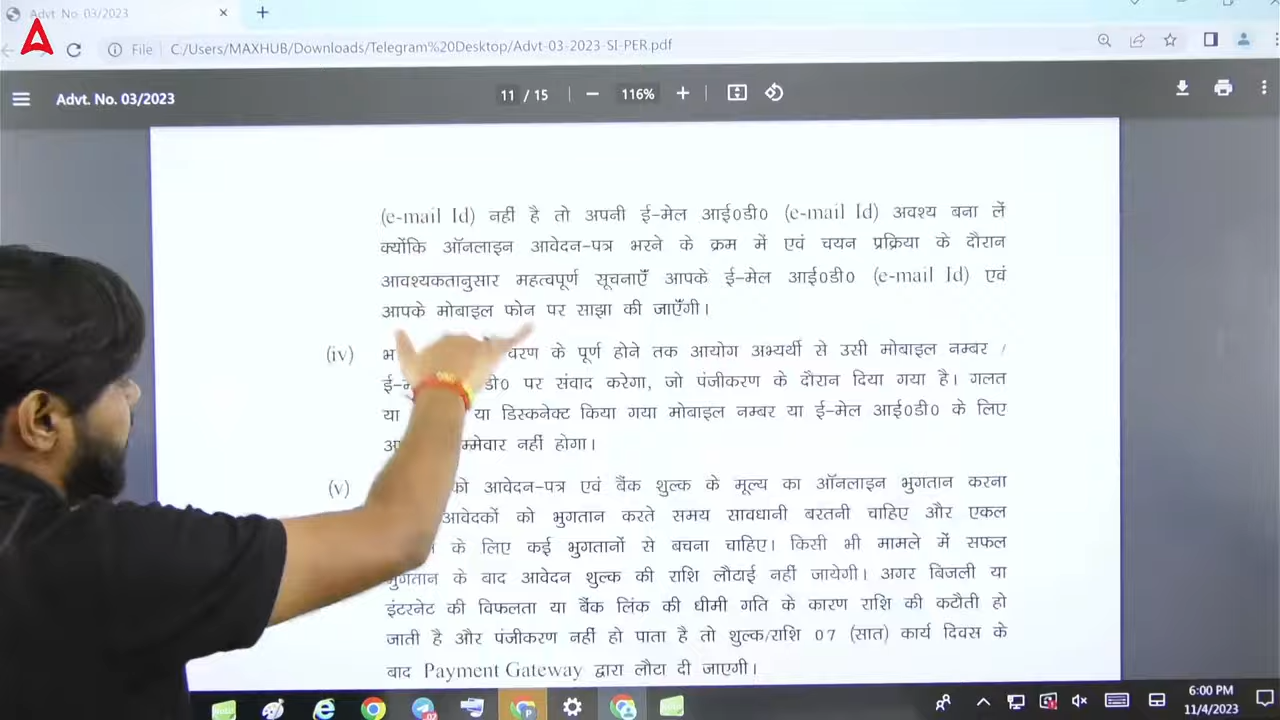 Advt. No. 03/2023
File C:/Users/MAXHUB/Downloads/Telegram%20Desktop/Advt-03-2023-SI-PER.pdf
Advt. No. 03/2023 11 / 15 116%
(e-mail Id) नहीं है तो अपनी ई-मेल आई0डी0 (e-mail Id) अवश्य बना लें
क्योंकि ऑनलाइन आवेदन-पत्र भरने के क्रम में एवं चयन प्रक्रिया के दौरान
आवश्यकतानुसार महत्वपूर्ण सूचनाएँ आपके ई-मेल आई0डी0 (e-mail Id) एवं
आपके मोबाइल फोन पर साझा की जाएँगी।
(iv) के पूर्ण होने तक आयोग अभ्यर्थी से उसी मोबाइल नम्बर /
पर संवाद करेगा, जो पंजीकरण के दौरान दिया गया है। गलत
या या डिस्कनेक्ट किया गया मोबाइल नम्बर या ई-मेल आई0डी0 के लिए
नहीं होगा।
(v) को आवेदन-पत्र एवं बैंक शुल्क के मूल्य का ऑनलाइन भुगतान करना
आवेदकों को भुगतान करते समय सावधानी बरतनी चाहिए और एकल
के लिए कई भुगतानों से बचना चाहिए। किसी भी मामले में सफल
भुगतान के बाद आवेदन शुल्क की राशि लौटाई नहीं जायेगी। अगर बिजली या
इंटरनेट की विफलता या बैंक लिंक की धीमी गति के कारण राशि की कटौती हो
जाती है और पंजीकरण नहीं हो पाता है तो शुल्क/राशि 07 (सात) कार्य दिवस के
बाद Payment Gateway द्वारा लौटा दी जाएगी।
6:00 PM
11/4/2023